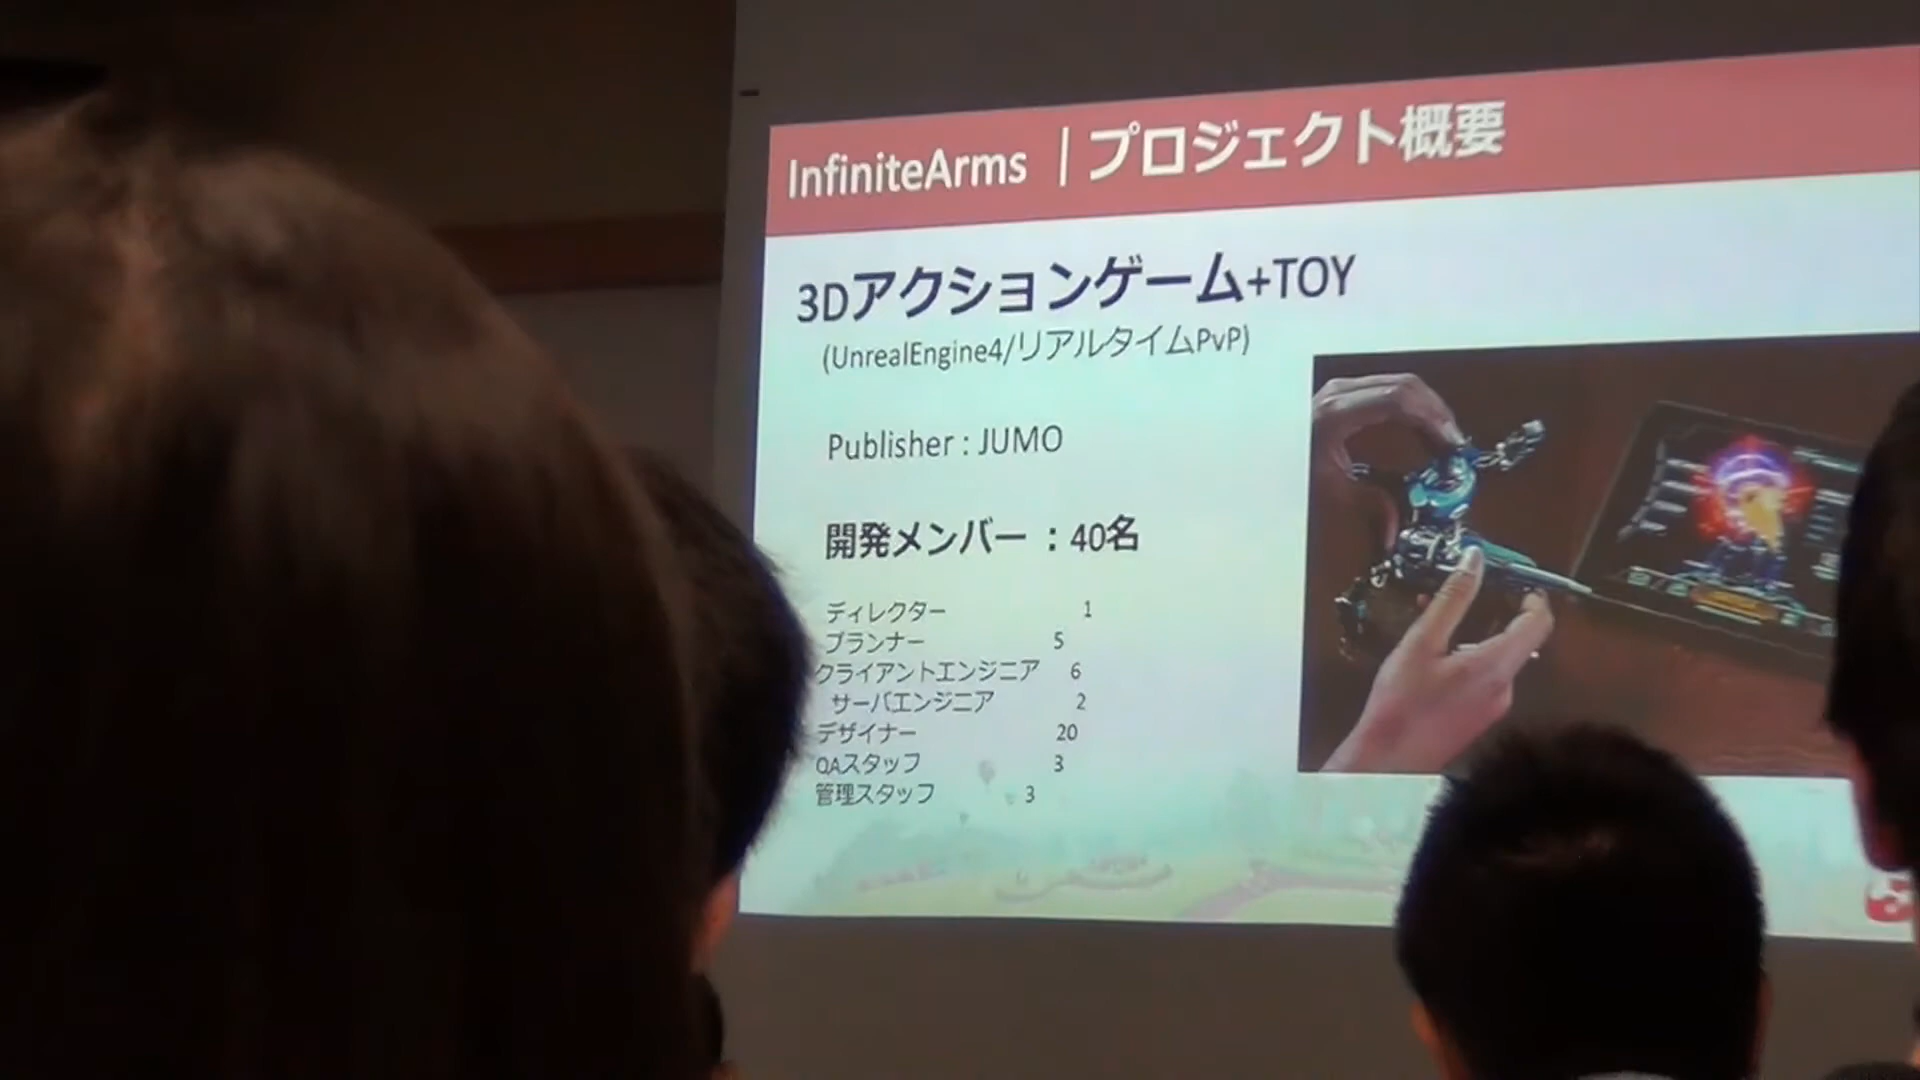 InfiniteArms｜プロジェクト概要
3Dアクションゲーム+TOY
(UnrealEngine4/リアルタイムPvP)
Publisher : JUMO
開発メンバー ：40名
ディレクター 1
プランナー 5
クライアントエンジニア 6
サーバエンジニア 2
デザイナー 20
QAスタッフ 3
管理スタッフ 3